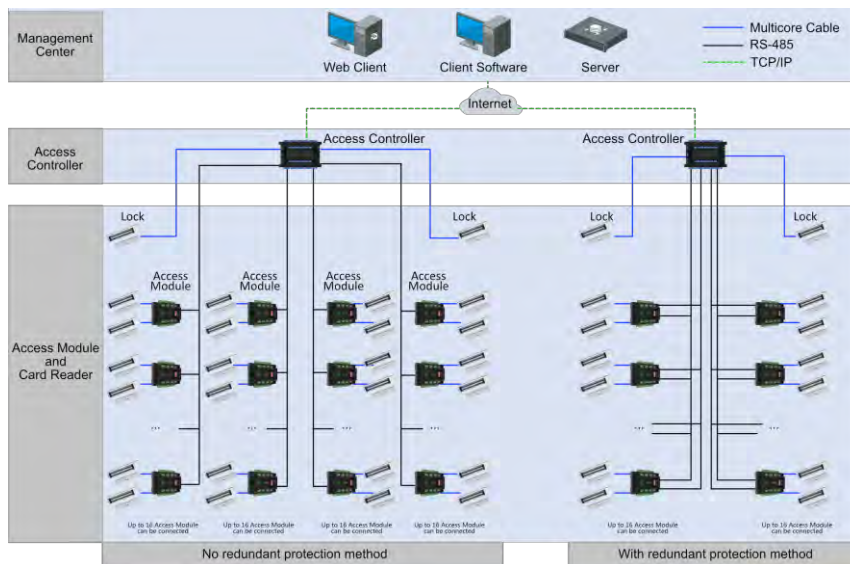 Management
Center
Web Client
Client Software
Server
Multicore Cable
RS-485
TCP/IP
Internet
Access
Controller
Access Controller
Access Controller
Access Module
and
Card Reader
Lock
Lock
Lock
Lock
Access
Module
Access
Module
Access
Module
Access
Module
...
...
...
...
...
...
Up to 16 Access Module
can be connected
Up to 16 Access Module
can be connected
Up to 16 Access Module
can be connected
Up to 16 Access Module
can be connected
Up to 16 Access Module
can be connected
Up to 16 Access Module
can be connected
No redundant protection method
With redundant protection method